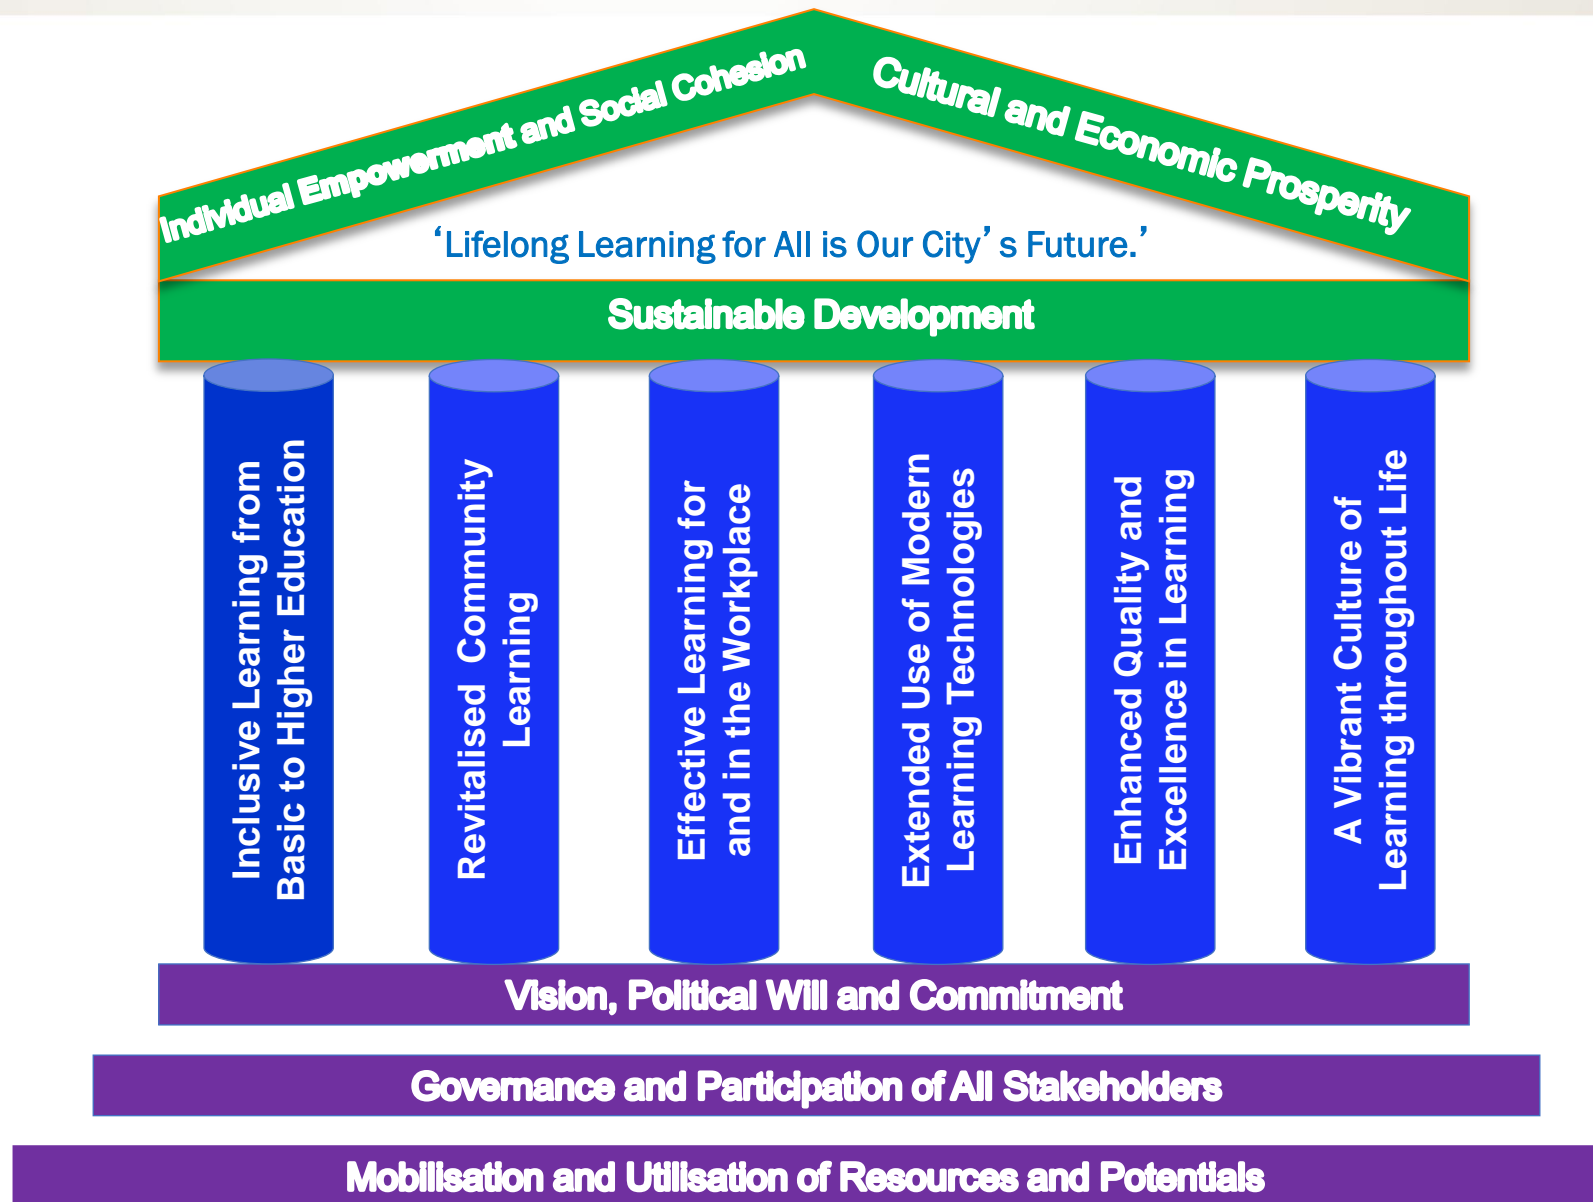 Individual Empowerment and Social Cohesion
Cultural and Economic Prosperity
‘Lifelong Learning for All is Our City’ s Future.’
Sustainable Development
Inclusive Learning from
Basic to Higher Education
Revitalised Community
Learning
Effective Learning for
and in the Workplace
Extended Use of Modern
Learning Technologies
Enhanced Quality and
Excellence in Learning
A Vibrant Culture of
Learning throughout Life
Vision, Political Will and Commitment
Governance and Participation of All Stakeholders
Mobilisation and Utilisation of Resources and Potentials